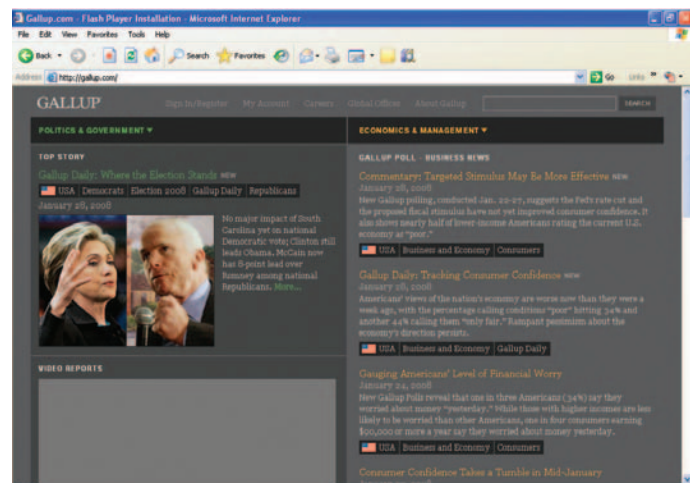 Gallup.com - Flash Player Installation - Microsoft Internet Explorer
File Edit View Favorites Tools Help
Back Search Favorites
Address http://gallup.com/ Go Links
GALLUP Sign In/Register My Account Careers Global Offices About Gallup SEARCH
POLITICS & GOVERNMENT
TOP STORY
Gallup Daily: Where the Election Stands NEW
USA Democrats Election 2008 Gallup Daily Republicans
January 28, 2008
No major impact of South
Carolina yet on national
Democratic vote; Clinton still
leads Obama. McCain now
has 8-point lead over
Romney among national
Republicans. More...
VIDEO REPORTS
ECONOMICS & MANAGEMENT
GALLUP POLL - BUSINESS NEWS
Commentary: Targeted Stimulus May Be More Effective NEW
January 28, 2008
New Gallup polling, conducted Jan. 22-27, suggests the Fed's rate cut and
the proposed fiscal stimulus have not yet improved consumer confidence. It
also shows nearly half of lower-income Americans rating the current U.S.
economy as "poor."
USA Business and Economy Consumers
Gallup Daily: Tracking Consumer Confidence NEW
January 28, 2008
Americans' views of the nation's economy are worse now than they were a
week ago, with the percentage calling conditions "poor" hitting 34% and
another 44% calling them "only fair." Rampant pessimism about the
economy's direction persists.
USA Business and Economy Gallup Daily
Gauging Americans' Level of Financial Worry
January 24, 2008
New Gallup Polls reveal that one in three Americans (34%) say they
worried about money "yesterday." While those with higher incomes are less
likely to be worried than other Americans, one in four consumers earning
$90,000 or more a year say they worried about money yesterday.
USA Business and Economy Consumers
Consumer Confidence Takes a Tumble in Mid-January